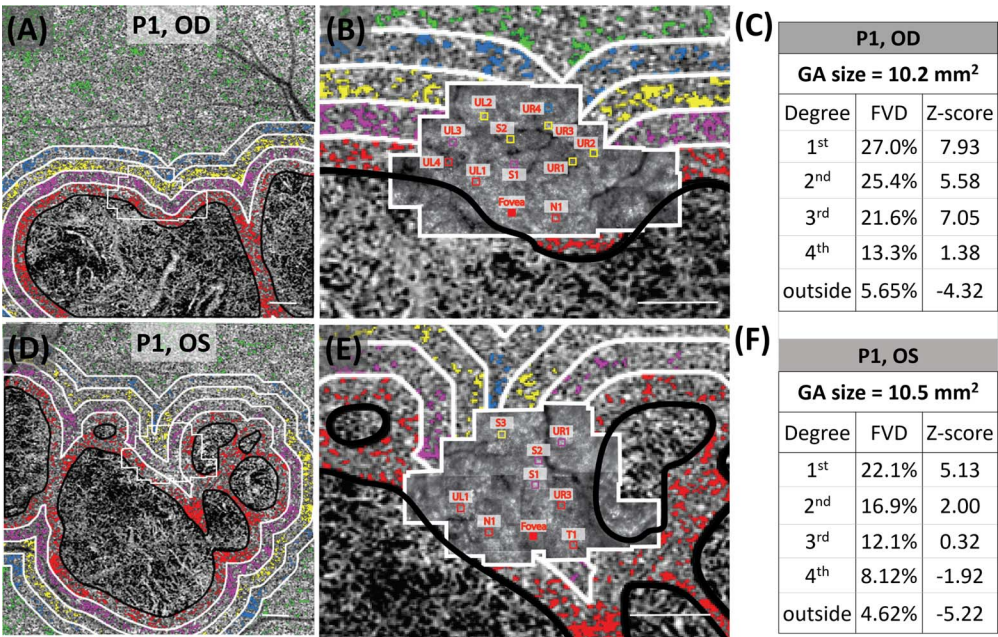 (A)
P1, OD
(B)
UL2
UR4
UL3
S2
UR3
UR2
UL4
UL1
S1
UR1
Fovea
N1
(C)
P1, OD
GA size = 10.2 mm²
Degree FVD Z-score
1st 27.0% 7.93
2nd 25.4% 5.58
3rd 21.6% 7.05
4th 13.3% 1.38
outside 5.65% -4.32
(D)
P1, OS
(E)
S3
UR1
S2
S1
UL1
UR3
N1
Fovea
T1
(F)
P1, OS
GA size = 10.5 mm²
Degree FVD Z-score
1st 22.1% 5.13
2nd 16.9% 2.00
3rd 12.1% 0.32
4th 8.12% -1.92
outside 4.62% -5.22